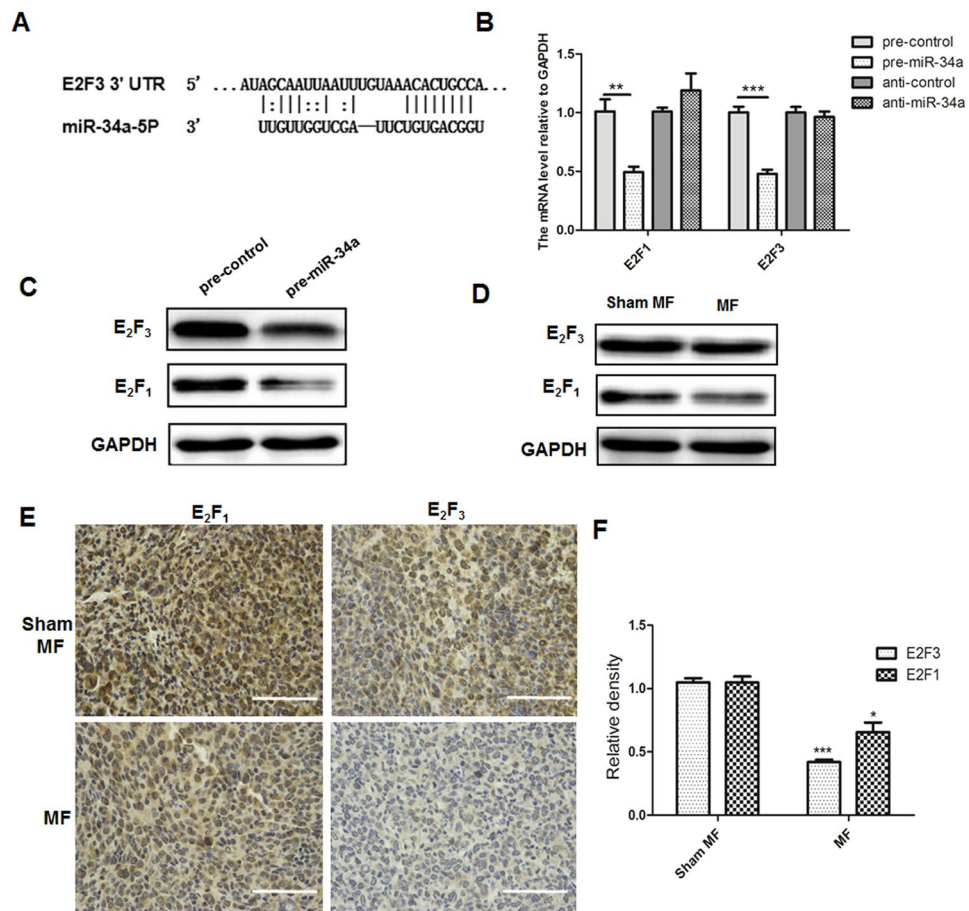 A
E2F3 3' UTR 5' ... AUAGCAAUUAAUUUGUAAACACUGCCA...
miR-34a-5P 3' UUGUUGGUCGA—UUCUGUGACGGU
B
The mRNA level relative to GAPDH
1.5
1.0
0.5
0.0
** ***
E2F1 E2F3
pre-control
pre-miR-34a
anti-control
anti-miR-34a
C
pre-control pre-miR-34a
E₂F₃
E₂F₁
GAPDH
D
Sham MF MF
E₂F₃
E₂F₁
GAPDH
E
E₂F₁ E₂F₃
Sham
MF
MF
F
Relative density
1.5
1.0
0.5
0.0
*** *
Sham MF MF
E2F3
E2F1